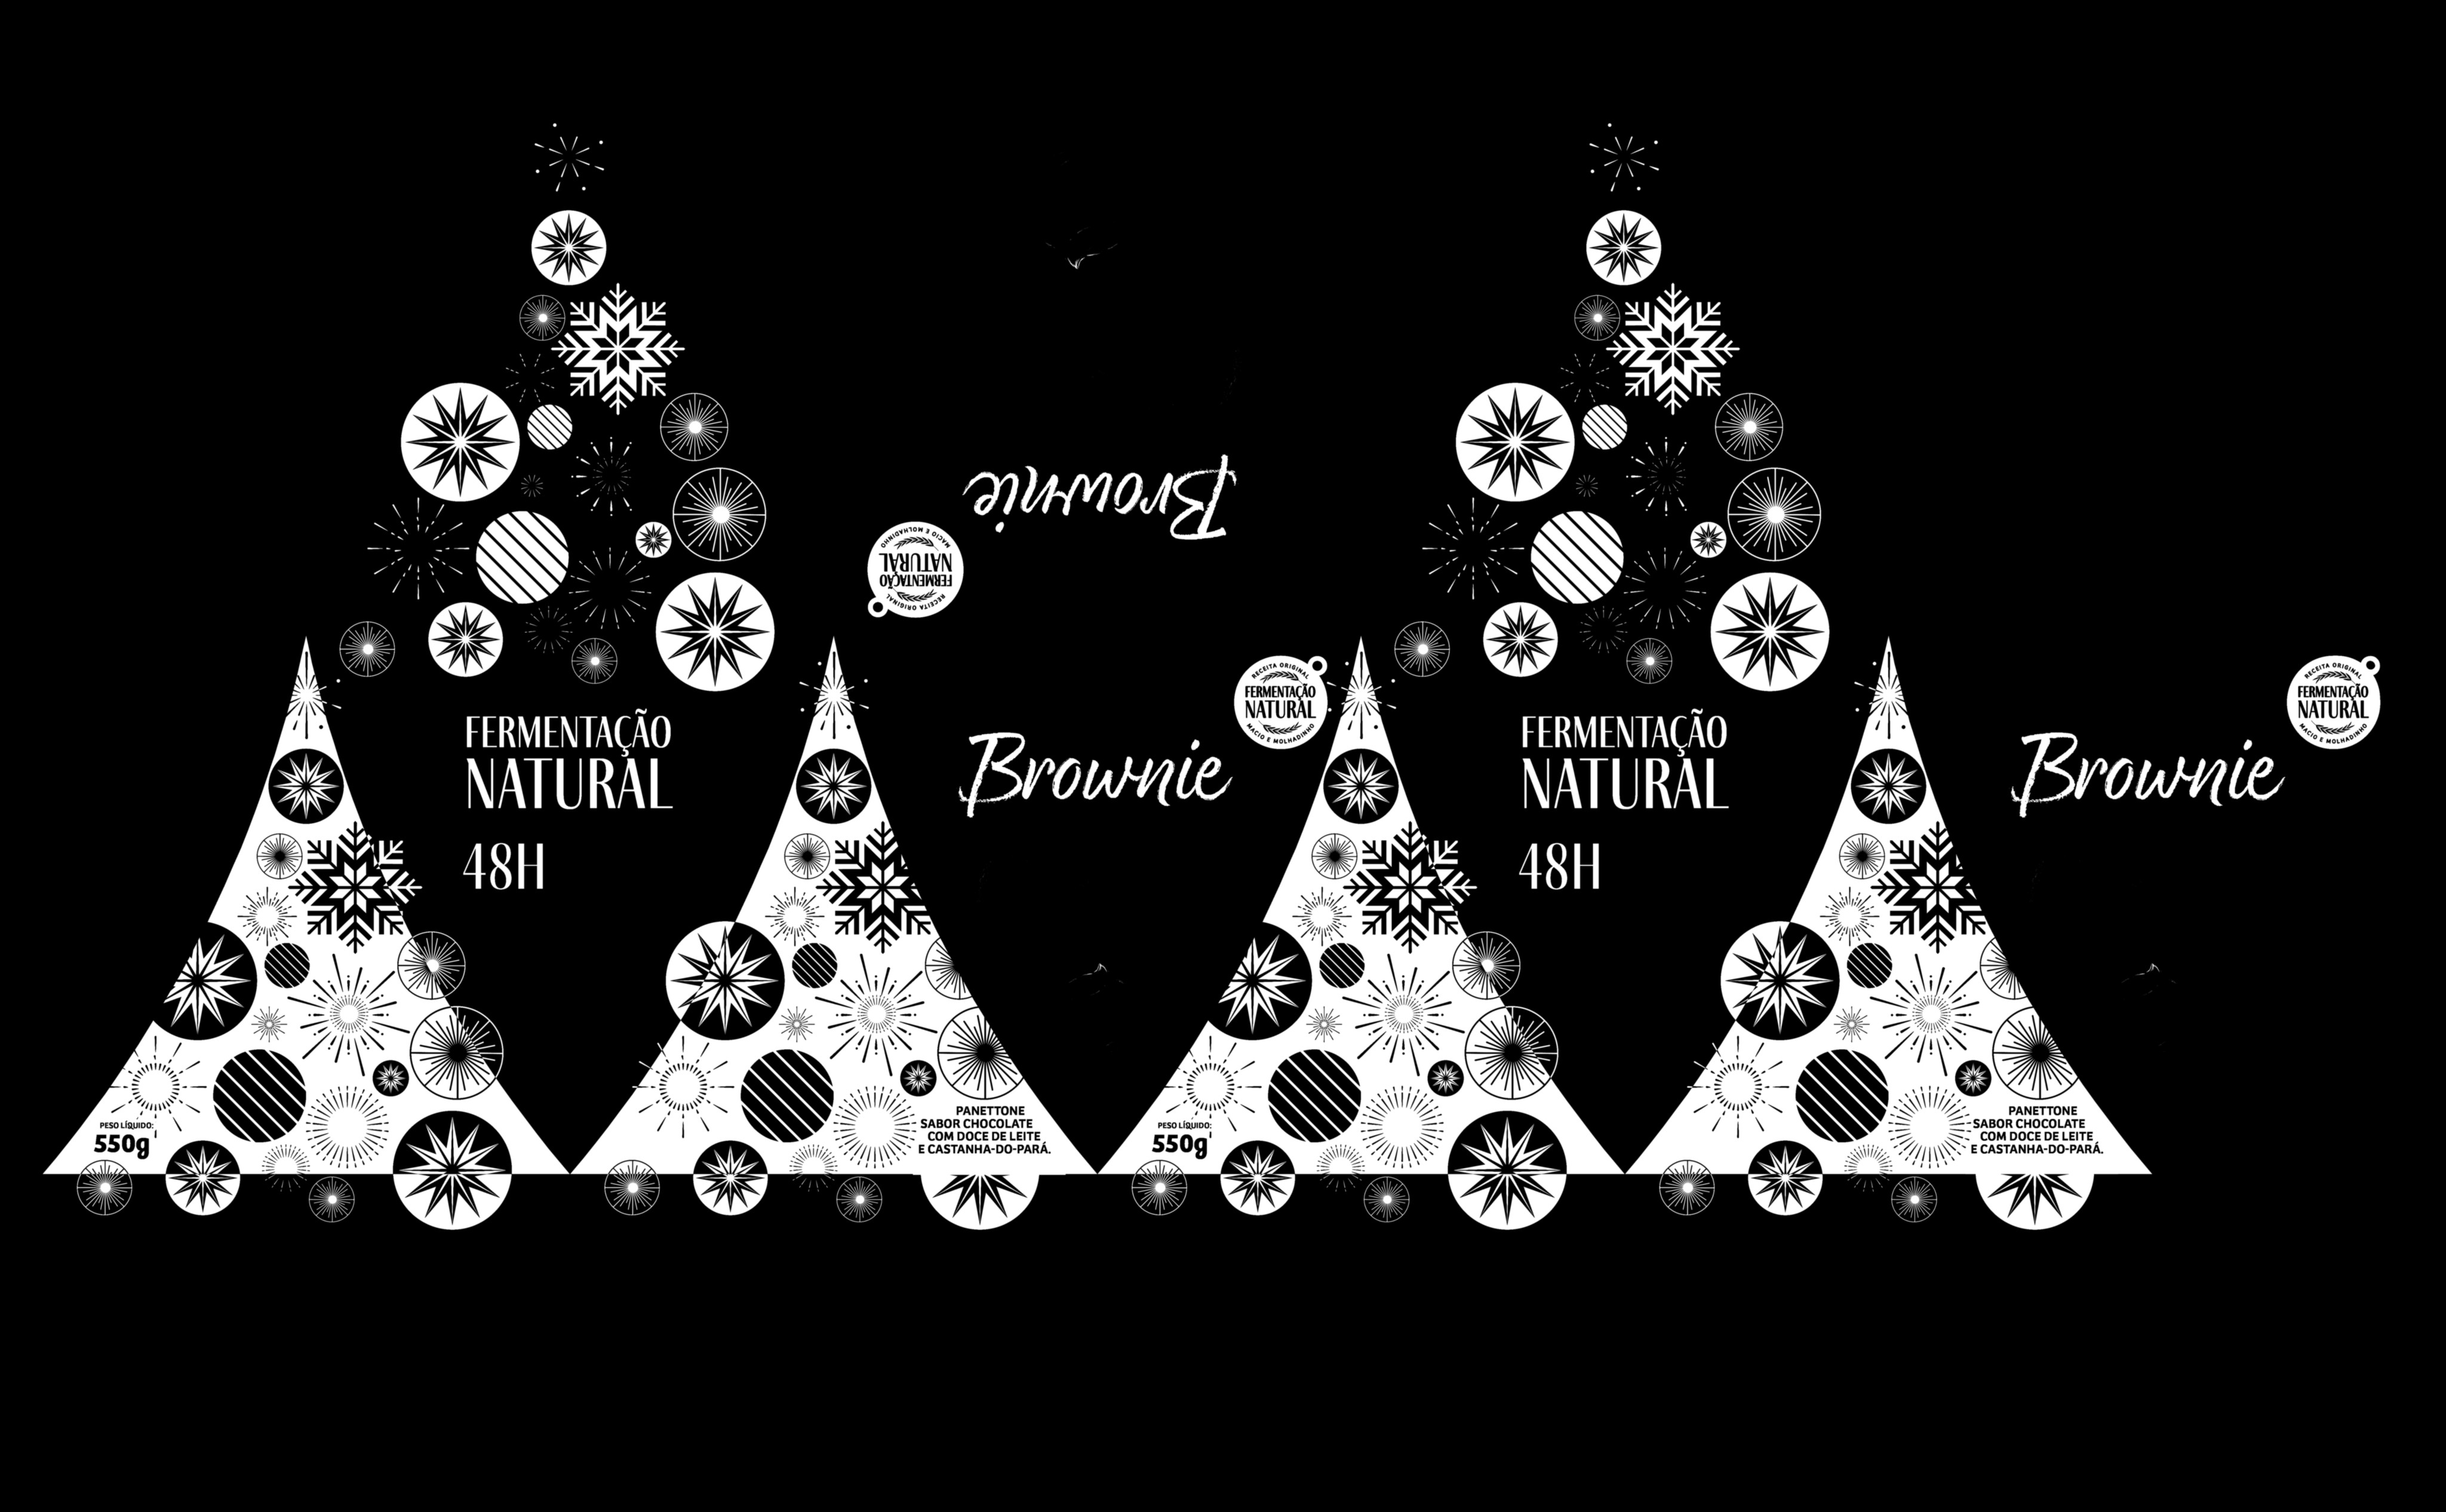 Brownie
RECEITA ORIGINAL
FERMENTAÇÃO
NATURAL
MACIO E MOLHADINHO
FERMENTAÇÃO
NATURAL
48H
Brownie
RECEITA ORIGINAL
FERMENTAÇÃO
NATURAL
MACIO E MOLHADINHO
FERMENTAÇÃO
NATURAL
48H
Brownie
RECEITA ORIGINAL
FERMENTAÇÃO
NATURAL
MACIO E MOLHADINHO
PESO LÍQUIDO:
550g
PANETTONE
SABOR CHOCOLATE
COM DOCE DE LEITE
E CASTANHA-DO-PARÁ.
PESO LÍQUIDO:
550g
PANETTONE
SABOR CHOCOLATE
COM DOCE DE LEITE
E CASTANHA-DO-PARÁ.